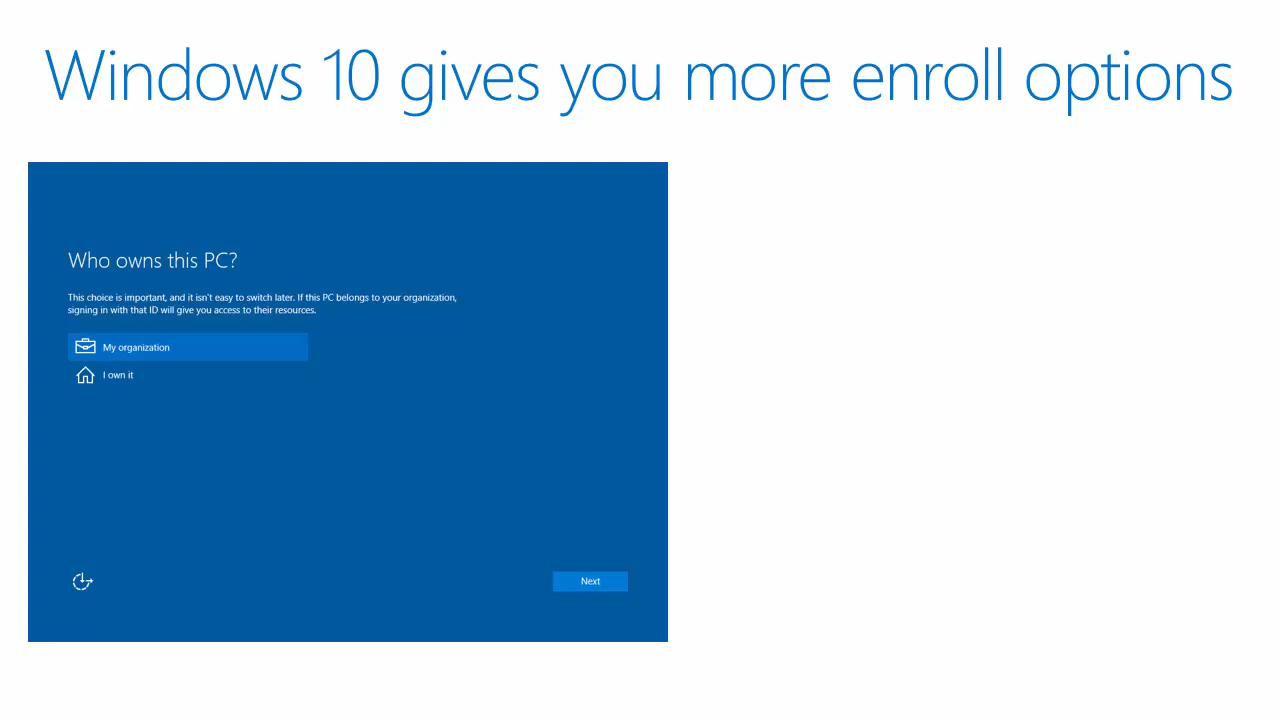 Windows 10 gives you more enroll options
Who owns this PC?
This choice is important, and it isn't easy to switch later. If this PC belongs to your organization,
signing in with that ID will give you access to their resources.
My organization
I own it
Next